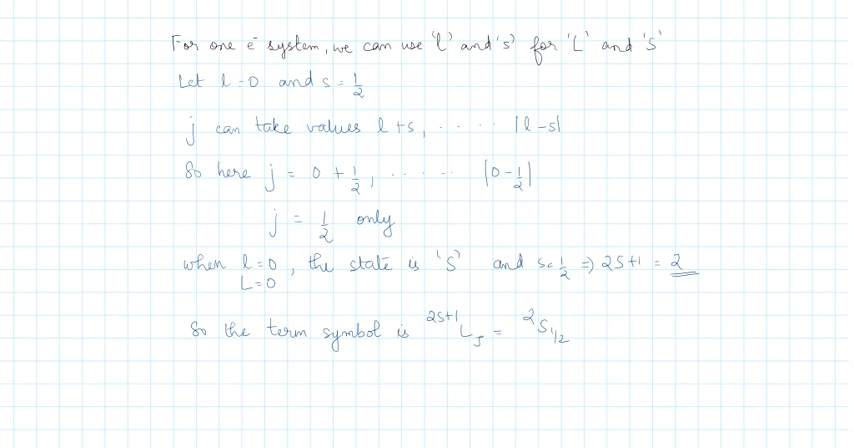 For one e⁻ system, we can use 'l' and 's' for 'L' and 'S'
Let l = 0 and s = 1/2
j can take values l + s, ........ |l - s|
So here j = 0 + 1/2, ........ |0 - 1/2|
j = 1/2 only
when l = 0, the state is 'S' and s = 1/2 ⇒ 2S+1 = 2
L = 0
So the term symbol is ²ˢ⁺¹L_J = ²S_1/2